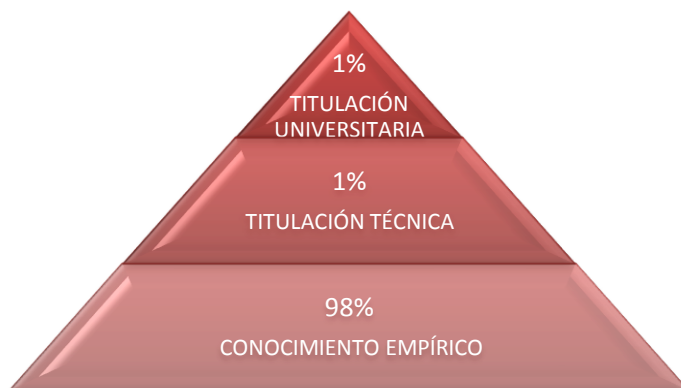 1%
TITULACIÓN
UNIVERSITARIA
1%
TITULACIÓN TÉCNICA
98%
CONOCIMIENTO EMPÍRICO